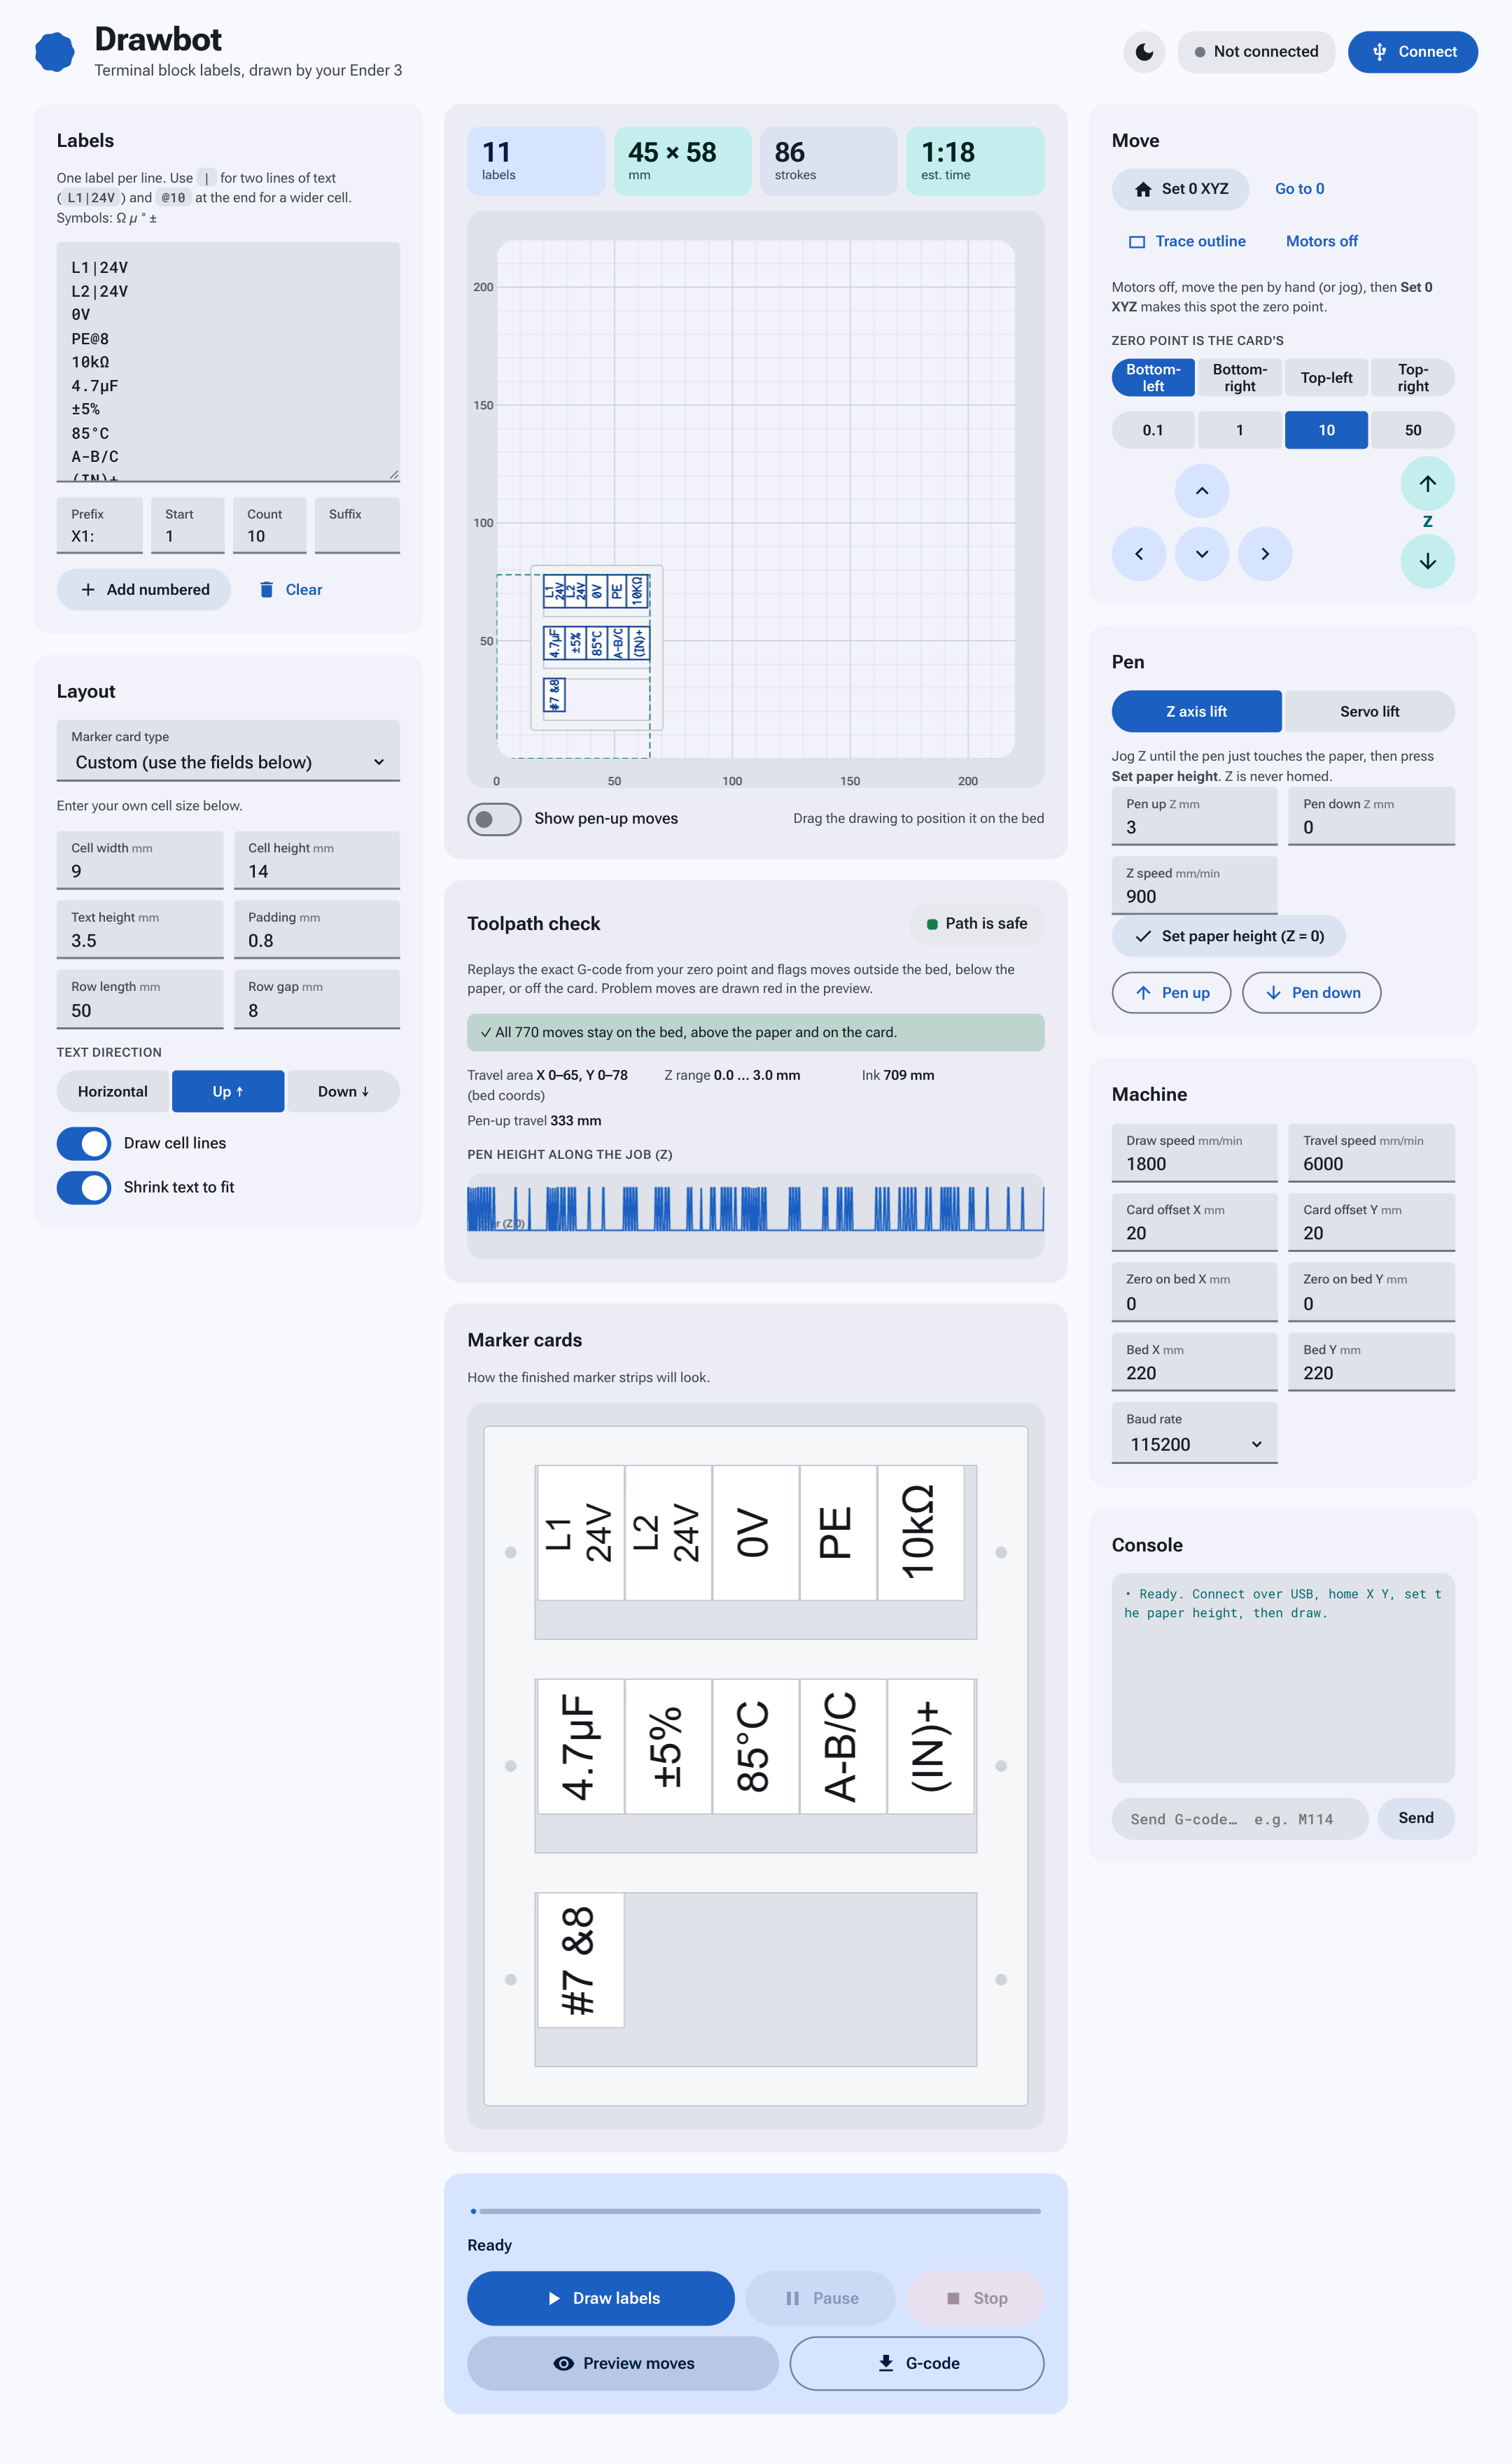 Drawbot
Terminal block labels, drawn by your Ender 3
Not connected
Connect
Labels
One label per line. Use | for two lines of text
( L1|24V ) and @10 at the end for a wider cell.
Symbols: Ω µ ° ±
L1|24V
L2|24V
0V
PE@8
10kΩ
4.7µF
±5%
85°C
A-B/C
(IN)+
Prefix
X1:
Start
1
Count
10
Suffix
Add numbered
Clear
Layout
Marker card type
Custom (use the fields below)
Enter your own cell size below.
Cell width mm
9
Cell height mm
14
Text height mm
3.5
Padding mm
0.8
Row length mm
50
Row gap mm
8
TEXT DIRECTION
Horizontal
Up ↑
Down ↓
Draw cell lines
Shrink text to fit
11
labels
45 × 58
mm
86
strokes
1:18
est. time
200
150
100
50
0
50
100
150
200
L1
24V
L2
24V
0V
PE
10KΩ
4.7µF
±5%
85°C
A-B/C
(IN)+
#7 &8
Show pen-up moves
Drag the drawing to position it on the bed
Toolpath check
Path is safe
Replays the exact G-code from your zero point and flags moves outside the bed, below the
paper, or off the card. Problem moves are drawn red in the preview.
✓ All 770 moves stay on the bed, above the paper and on the card.
Travel area X 0–65, Y 0–78
(bed coords)
Z range 0.0 … 3.0 mm
Ink 709 mm
Pen-up travel 333 mm
PEN HEIGHT ALONG THE JOB (Z)
(Z 0)
Marker cards
How the finished marker strips will look.
L1
24V
L2
24V
0V
PE
10kΩ
4.7µF
±5%
85°C
A-B/C
(IN)+
#7 &8
Ready
Draw labels
Pause
Stop
Preview moves
G-code
Move
Set 0 XYZ
Go to 0
Trace outline
Motors off
Motors off, move the pen by hand (or jog), then Set 0
XYZ makes this spot the zero point.
ZERO POINT IS THE CARD'S
Bottom-
left
Bottom-
right
Top-left
Top-
right
0.1
1
10
50
Z
Pen
Z axis lift
Servo lift
Jog Z until the pen just touches the paper, then press
Set paper height. Z is never homed.
Pen up Z mm
3
Pen down Z mm
0
Z speed mm/min
900
Set paper height (Z = 0)
Pen up
Pen down
Machine
Draw speed mm/min
1800
Travel speed mm/min
6000
Card offset X mm
20
Card offset Y mm
20
Zero on bed X mm
0
Zero on bed Y mm
0
Bed X mm
220
Bed Y mm
220
Baud rate
115200
Console
· Ready. Connect over USB, home X Y, set t
he paper height, then draw.
Send G-code… e.g. M114
Send